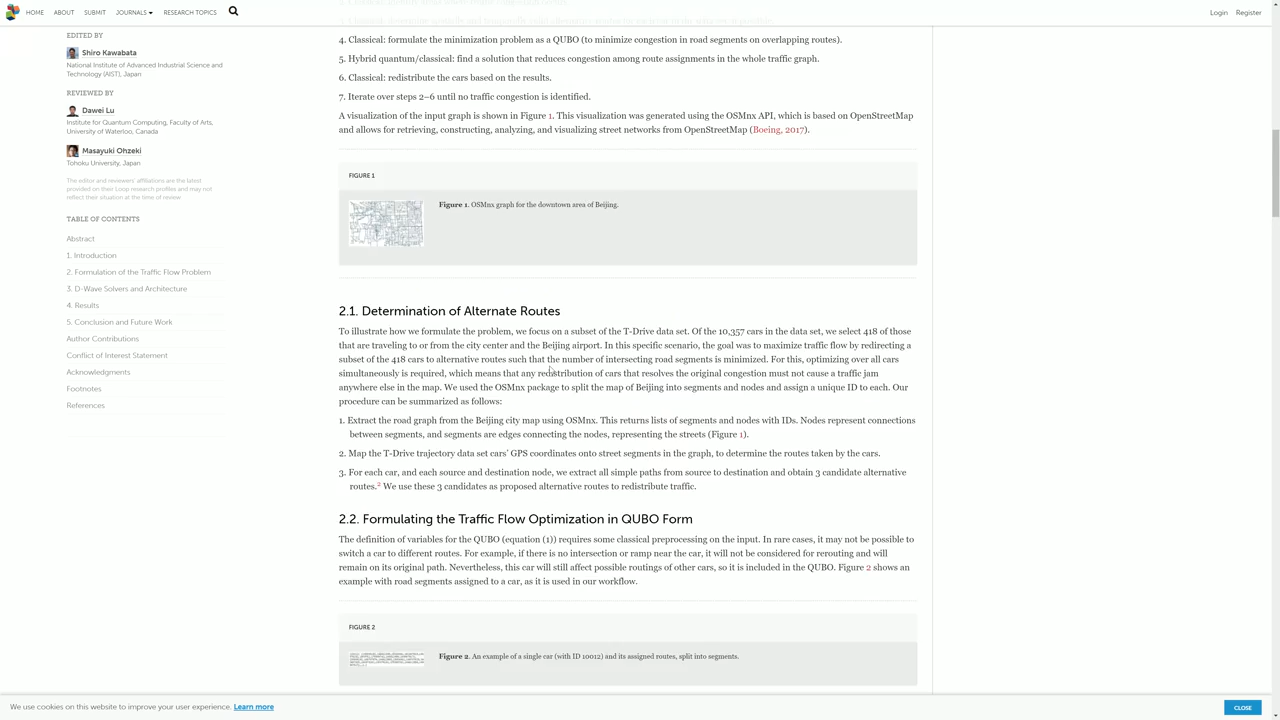 HOME ABOUT SUBMIT JOURNALS RESEARCH TOPICS Login Register
EDITED BY
Shiro Kawabata
National Institute of Advanced Industrial Science and
Technology (AIST), Japan
REVIEWED BY
Dawei Lu
Institute for Quantum Computing, Faculty of Arts,
University of Waterloo, Canada
Masayuki Ohzeki
Tohoku University, Japan
The editor and reviewers' affiliations are the latest
provided on their Loop research profiles and may not
reflect their situation at the time of review.
TABLE OF CONTENTS
Abstract
1. Introduction
2. Formulation of the Traffic Flow Problem
3. D-Wave Solvers and Architecture
4. Results
5. Conclusion and Future Work
Author Contributions
Conflict of Interest Statement
Acknowledgments
Footnotes
References
4. Classical: formulate the minimization problem as a QUBO (to minimize congestion in road segments on overlapping routes).
5. Hybrid quantum/classical: find a solution that reduces congestion among route assignments in the whole traffic graph.
6. Classical: redistribute the cars based on the results.
7. Iterate over steps 2–6 until no traffic congestion is identified.
A visualization of the input graph is shown in Figure 1. This visualization was generated using the OSMnx API, which is based on OpenStreetMap
and allows for retrieving, constructing, analyzing, and visualizing street networks from OpenStreetMap (Boeing, 2017).
FIGURE 1
Figure 1. OSMnx graph for the downtown area of Beijing.
2.1. Determination of Alternate Routes
To illustrate how we formulate the problem, we focus on a subset of the T-Drive data set. Of the 10,357 cars in the data set, we select 418 of those
that are traveling to or from the city center and the Beijing airport. In this specific scenario, the goal was to maximize traffic flow by redirecting a
subset of the 418 cars to alternative routes such that the number of intersecting road segments is minimized. For this, optimizing over all cars
simultaneously is required, which means that any redistribution of cars that resolves the original congestion must not cause a traffic jam
anywhere else in the map. We used the OSMnx package to split the map of Beijing into segments and nodes and assign a unique ID to each. Our
procedure can be summarized as follows:
1. Extract the road graph from the Beijing city map using OSMnx. This returns lists of segments and nodes with IDs. Nodes represent connections
between segments, and segments are edges connecting the nodes, representing the streets (Figure 1).
2. Map the T-Drive trajectory data set cars' GPS coordinates onto street segments in the graph, to determine the routes taken by the cars.
3. For each car, and each source and destination node, we extract all simple paths from source to destination and obtain 3 candidate alternative
routes.2 We use these 3 candidates as proposed alternative routes to redistribute traffic.
2.2. Formulating the Traffic Flow Optimization in QUBO Form
The definition of variables for the QUBO (equation (1)) requires some classical preprocessing on the input. In rare cases, it may not be possible to
switch a car to different routes. For example, if there is no intersection or ramp near the car, it will not be considered for rerouting and will
remain on its original path. Nevertheless, this car will still affect possible routings of other cars, so it is included in the QUBO. Figure 2 shows an
example with road segments assigned to a car, as it is used in our workflow.
FIGURE 2
Figure 2. An example of a single car (with ID 10012) and its assigned routes, split into segments.
We use cookies on this website to improve your user experience. Learn more
CLOSE